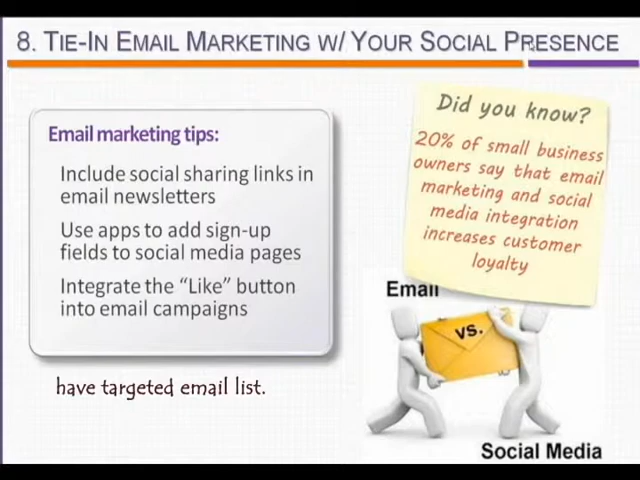 8. TIE-IN EMAIL MARKETING W/ YOUR SOCIAL PRESENCE
Email marketing tips:
Include social sharing links in
email newsletters
Use apps to add sign-up
fields to social media pages
Integrate the “Like” button
into email campaigns
have targeted email list.
Did you know?
20% of small business
owners say that email
marketing and social
media integration
increases customer
loyalty
Email
vs.
Social Media